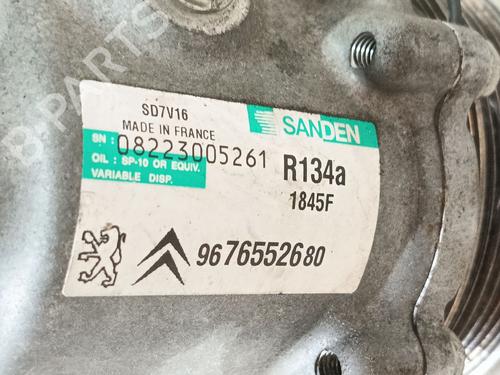 SD7V16
MADE IN FRANCE
SANDEN
SN : 08223005261
OIL : SP-10 OR EQUIV.
VARIABLE DISP.
R134a
1845F
9676552680
B-PARTS